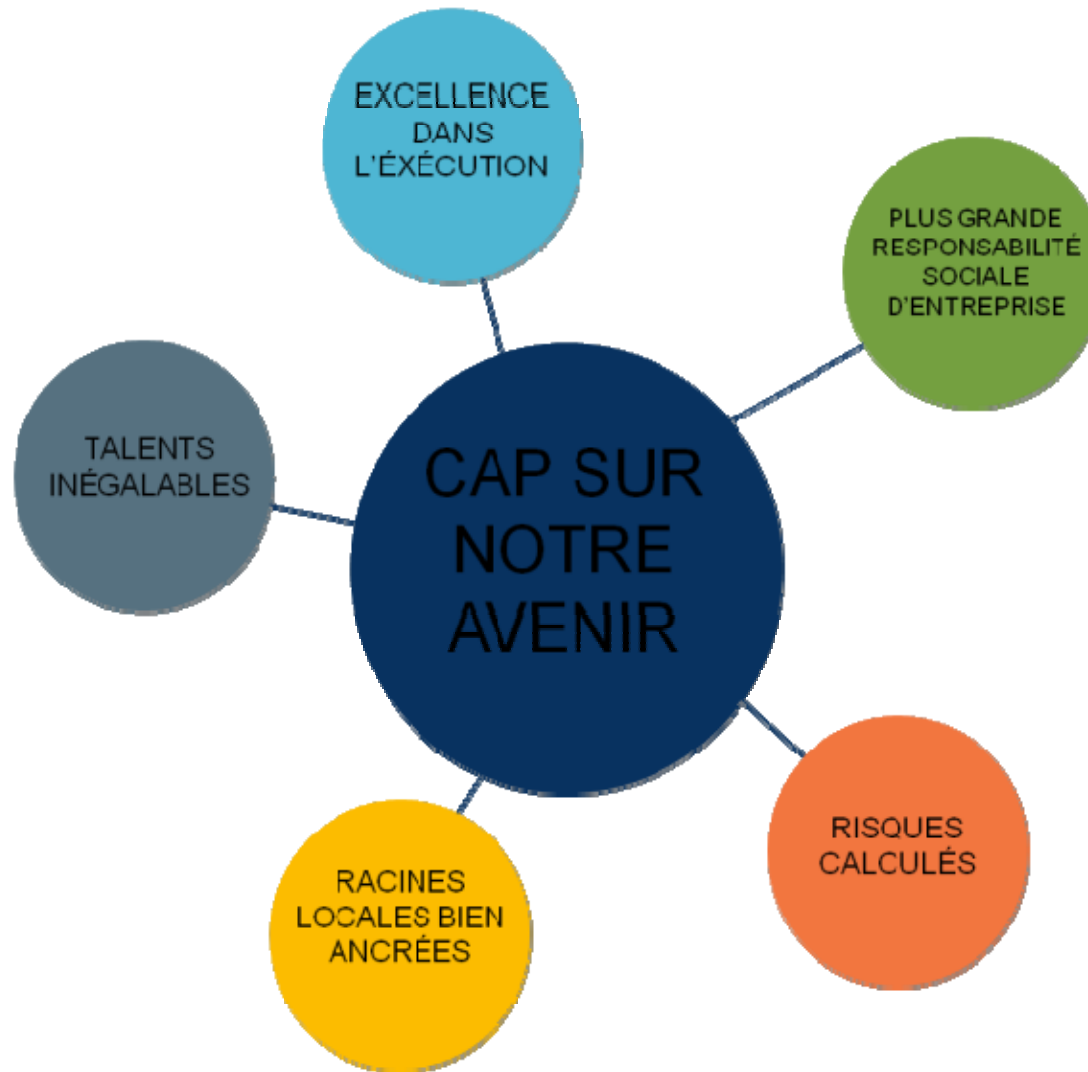 EXCELLENCE
DANS
L'ÉXÉCUTION
PLUS GRANDE
RESPONSABILITÉ
SOCIALE
D'ENTREPRISE
TALENTS
INÉGALABLES
CAP SUR
NOTRE
AVENIR
RISQUES
CALCULÉS
RACINES
LOCALES BIEN
ANCRÉES